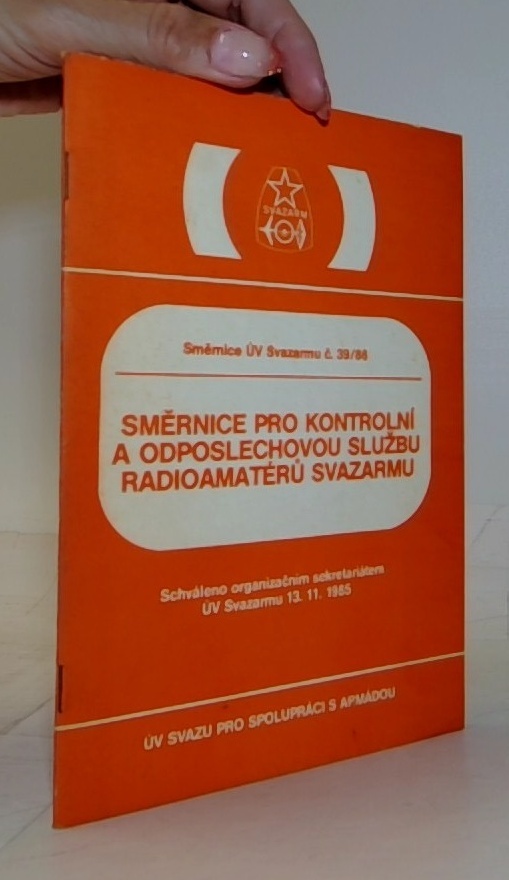 SVAZARM
Směrnice ÚV Svazarmu č. 39/86
SMĚRNICE PRO KONTROLNÍ
A ODPOSLECHOVOU SLUŽBU
RADIOAMATÉRŮ SVAZARMU
Schváleno organizačním sekretariátem
ÚV Svazarmu 13. 11. 1985
ÚV SVAZU PRO SPOLUPRÁCI S ARMÁDOU